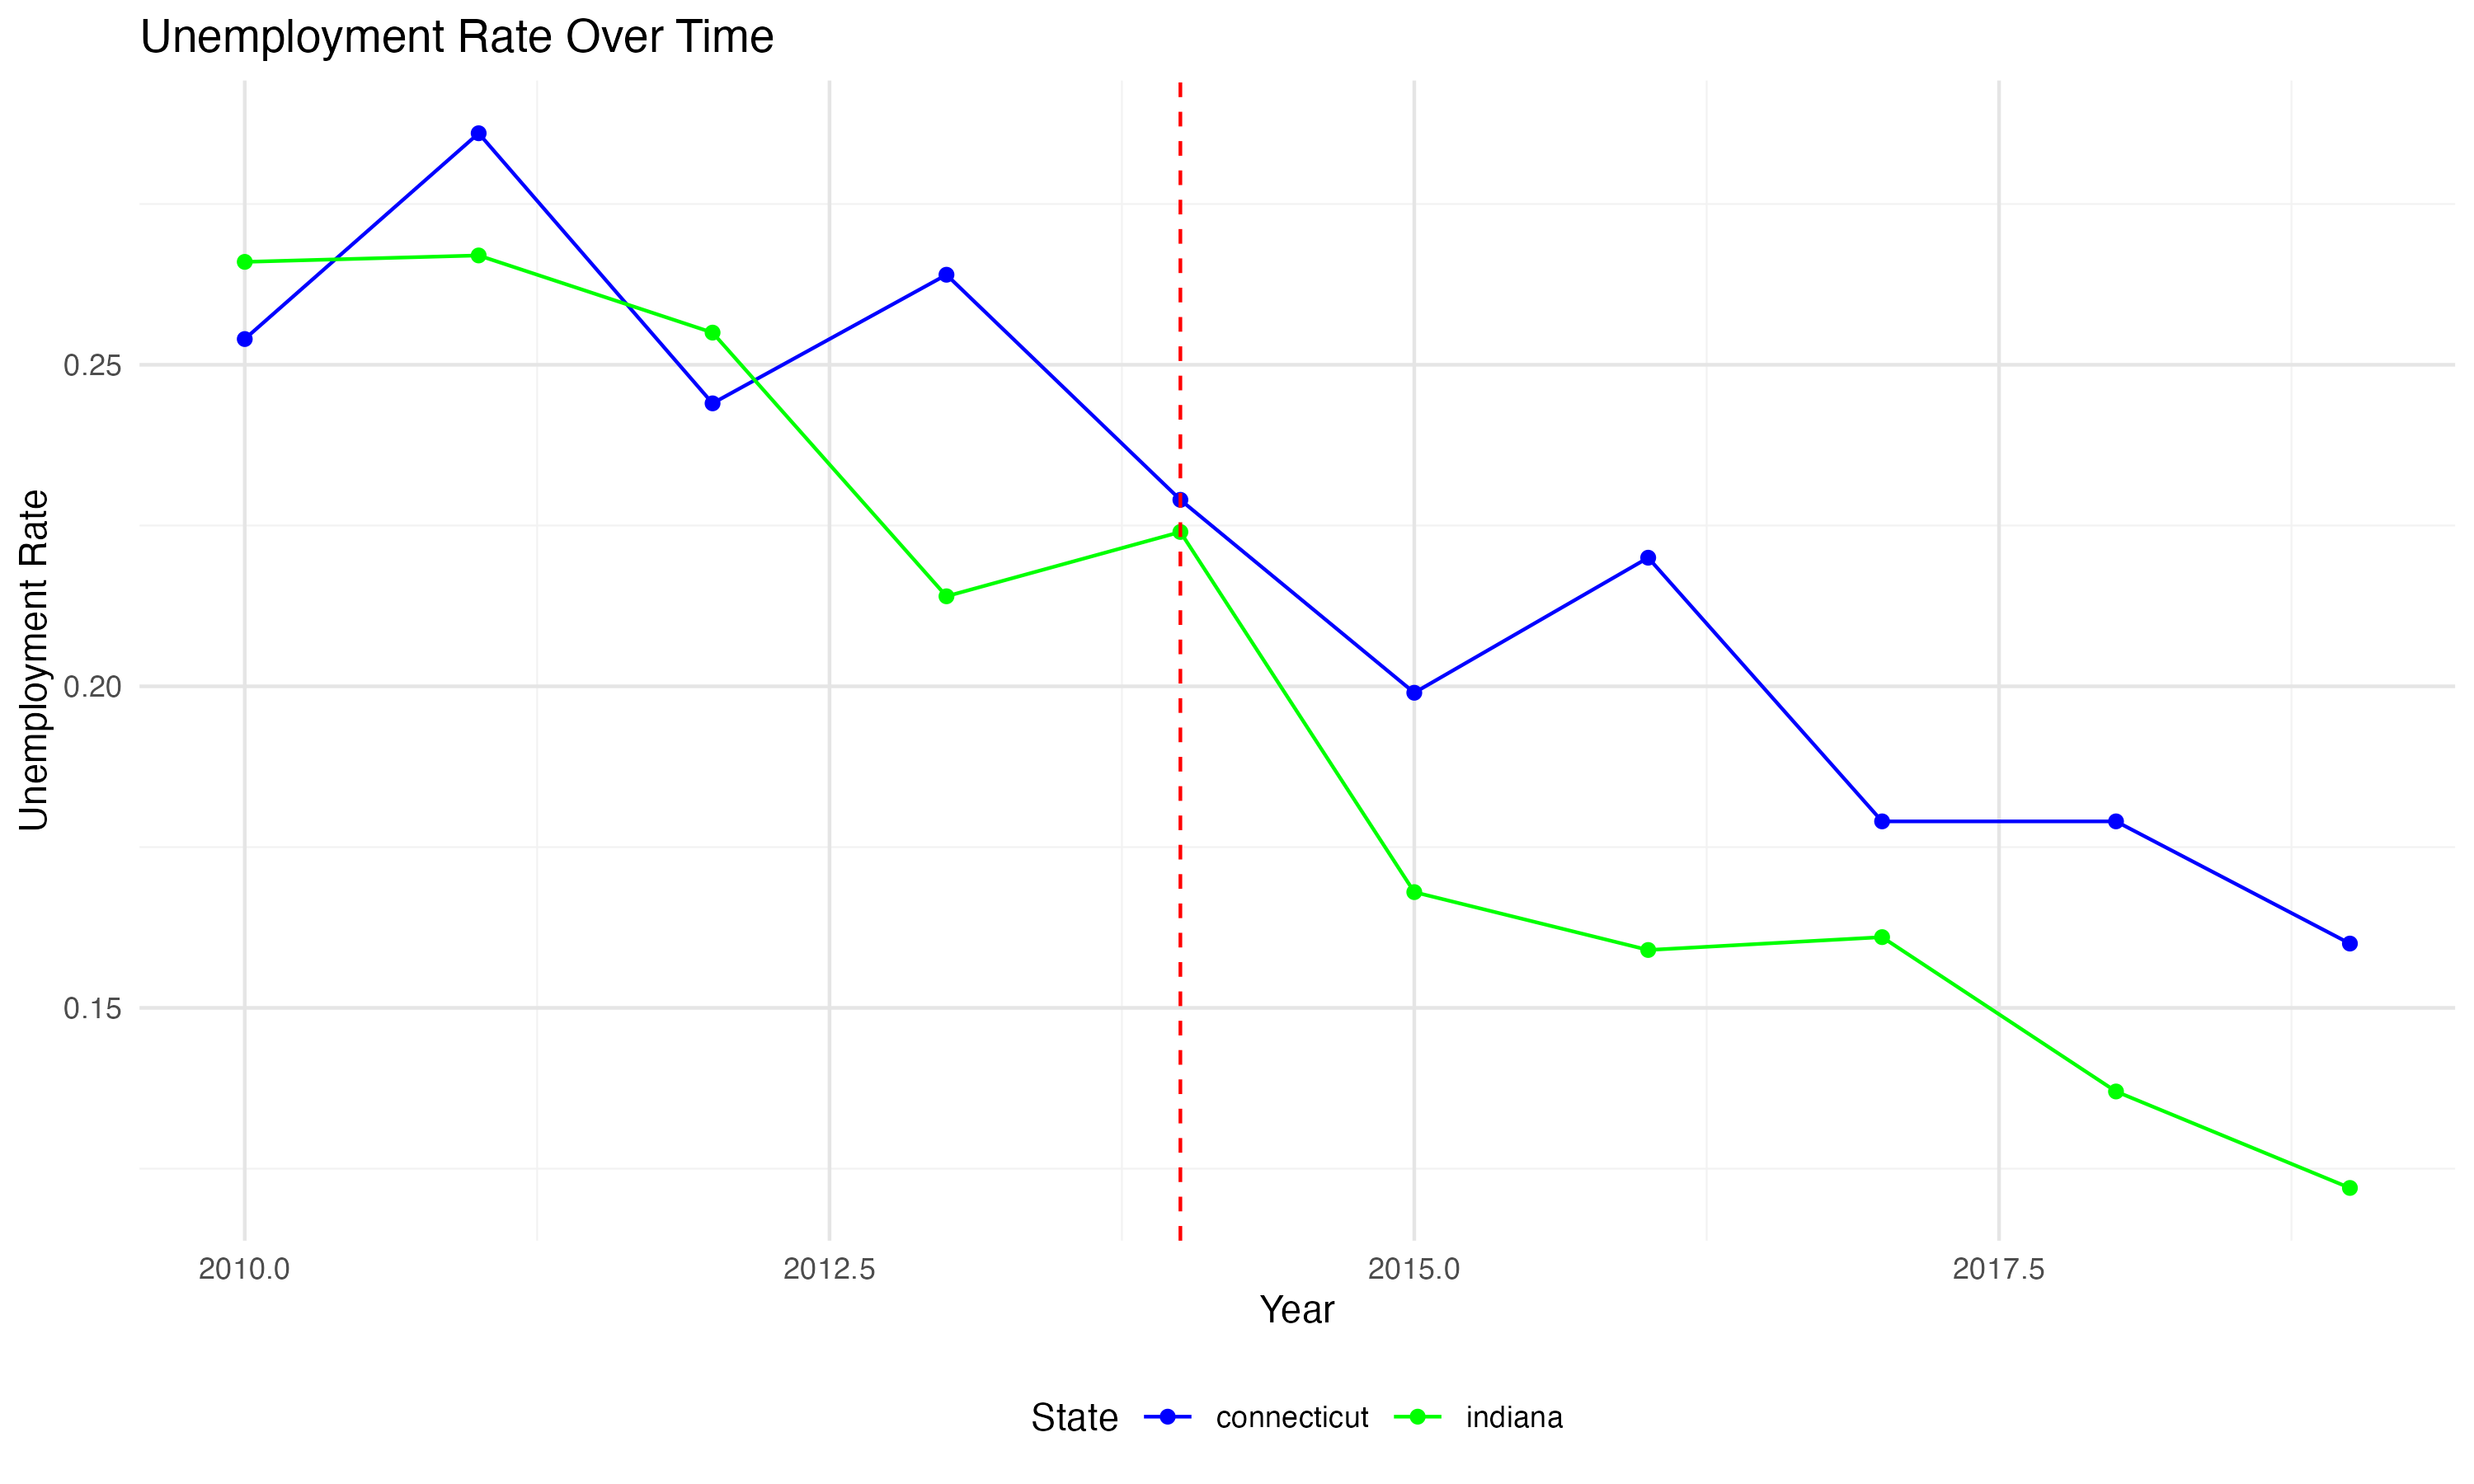 Unemployment Rate Over Time
Unemployment Rate
0.25
0.20
0.15
2010.0 2012.5 2015.0 2017.5
Year
State connecticut indiana